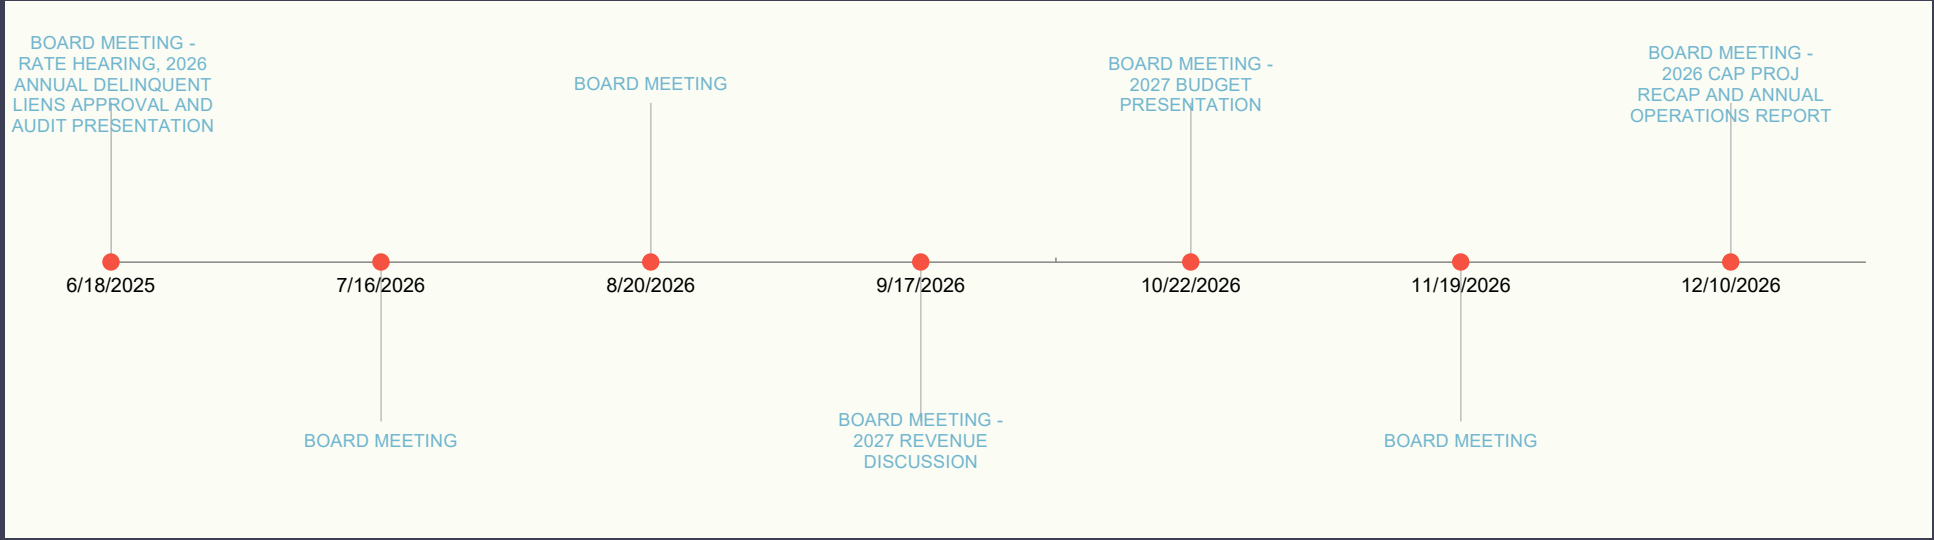 BOARD MEETING -
RATE HEARING, 2026
ANNUAL DELINQUENT
LIENS APPROVAL AND
AUDIT PRESENTATION
BOARD MEETING
BOARD MEETING -
2027 BUDGET
PRESENTATION
BOARD MEETING -
2026 CAP PROJ
RECAP AND ANNUAL
OPERATIONS REPORT
6/18/2025
7/16/2026
8/20/2026
9/17/2026
10/22/2026
11/19/2026
12/10/2026
BOARD MEETING
BOARD MEETING -
2027 REVENUE
DISCUSSION
BOARD MEETING